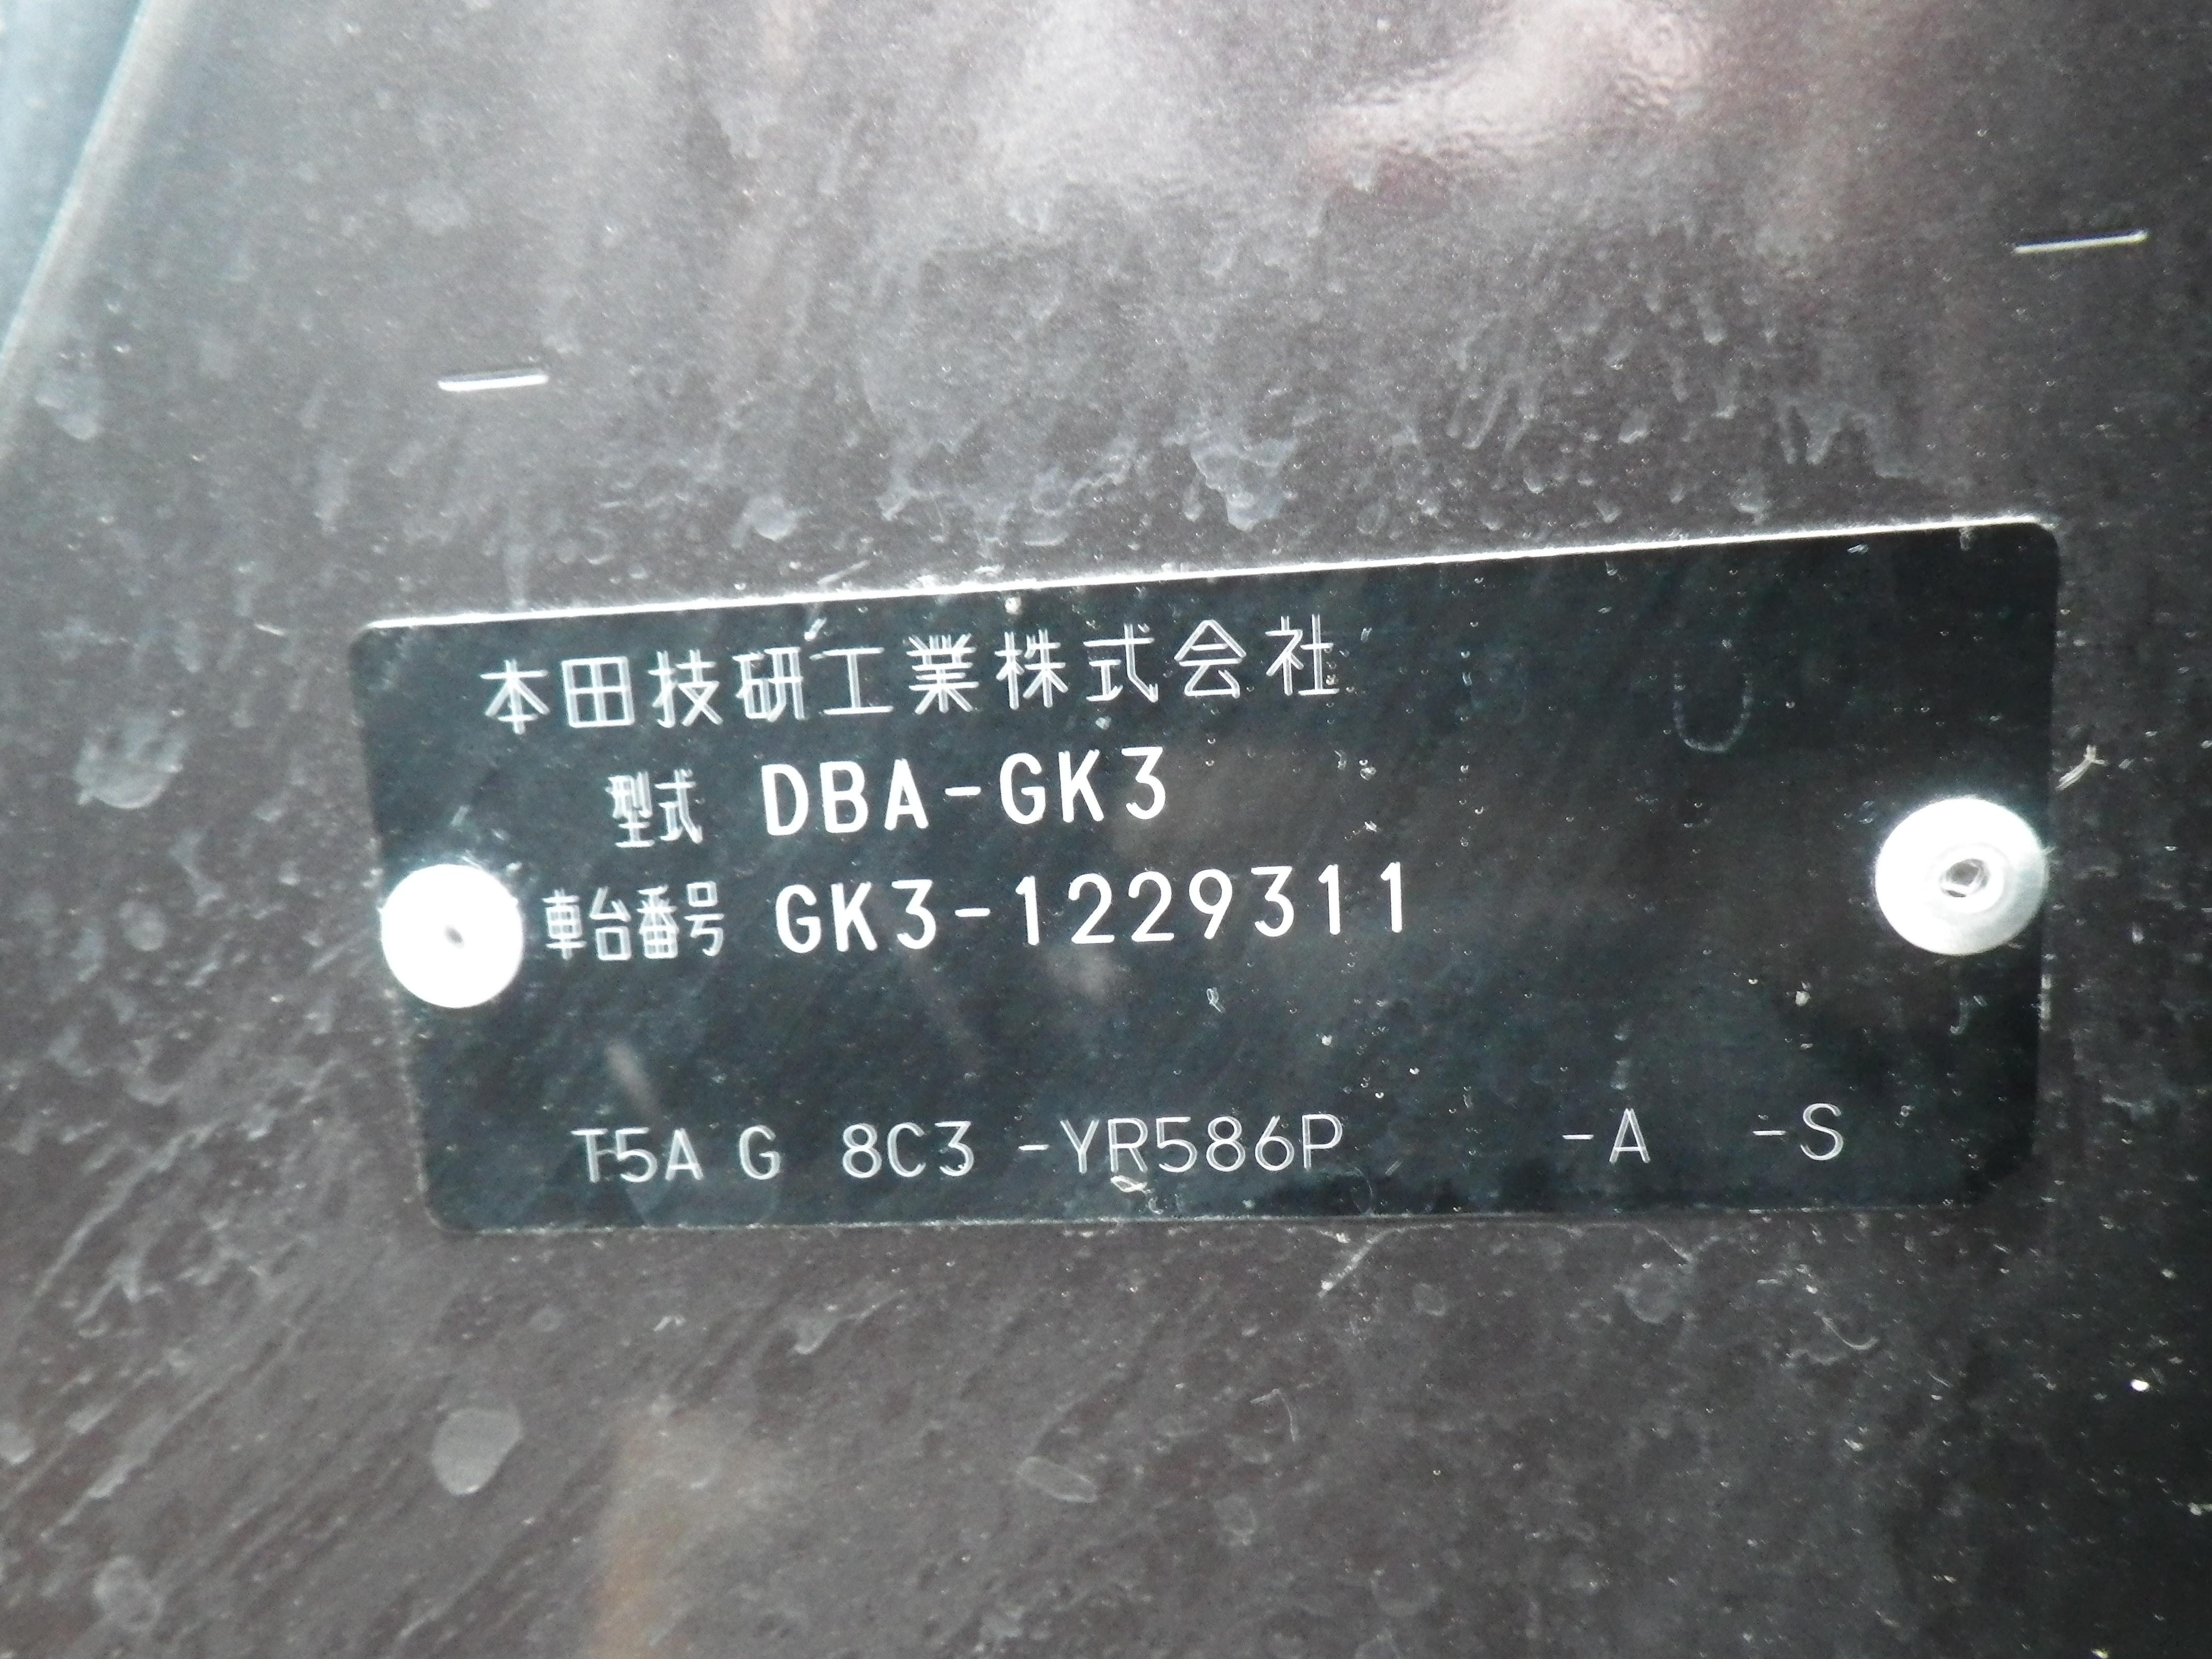 本田技研工業株式会社
型式 DBA-GK3
車台番号 GK3-1229311
T5A G 8C3 -YR586P -A -S